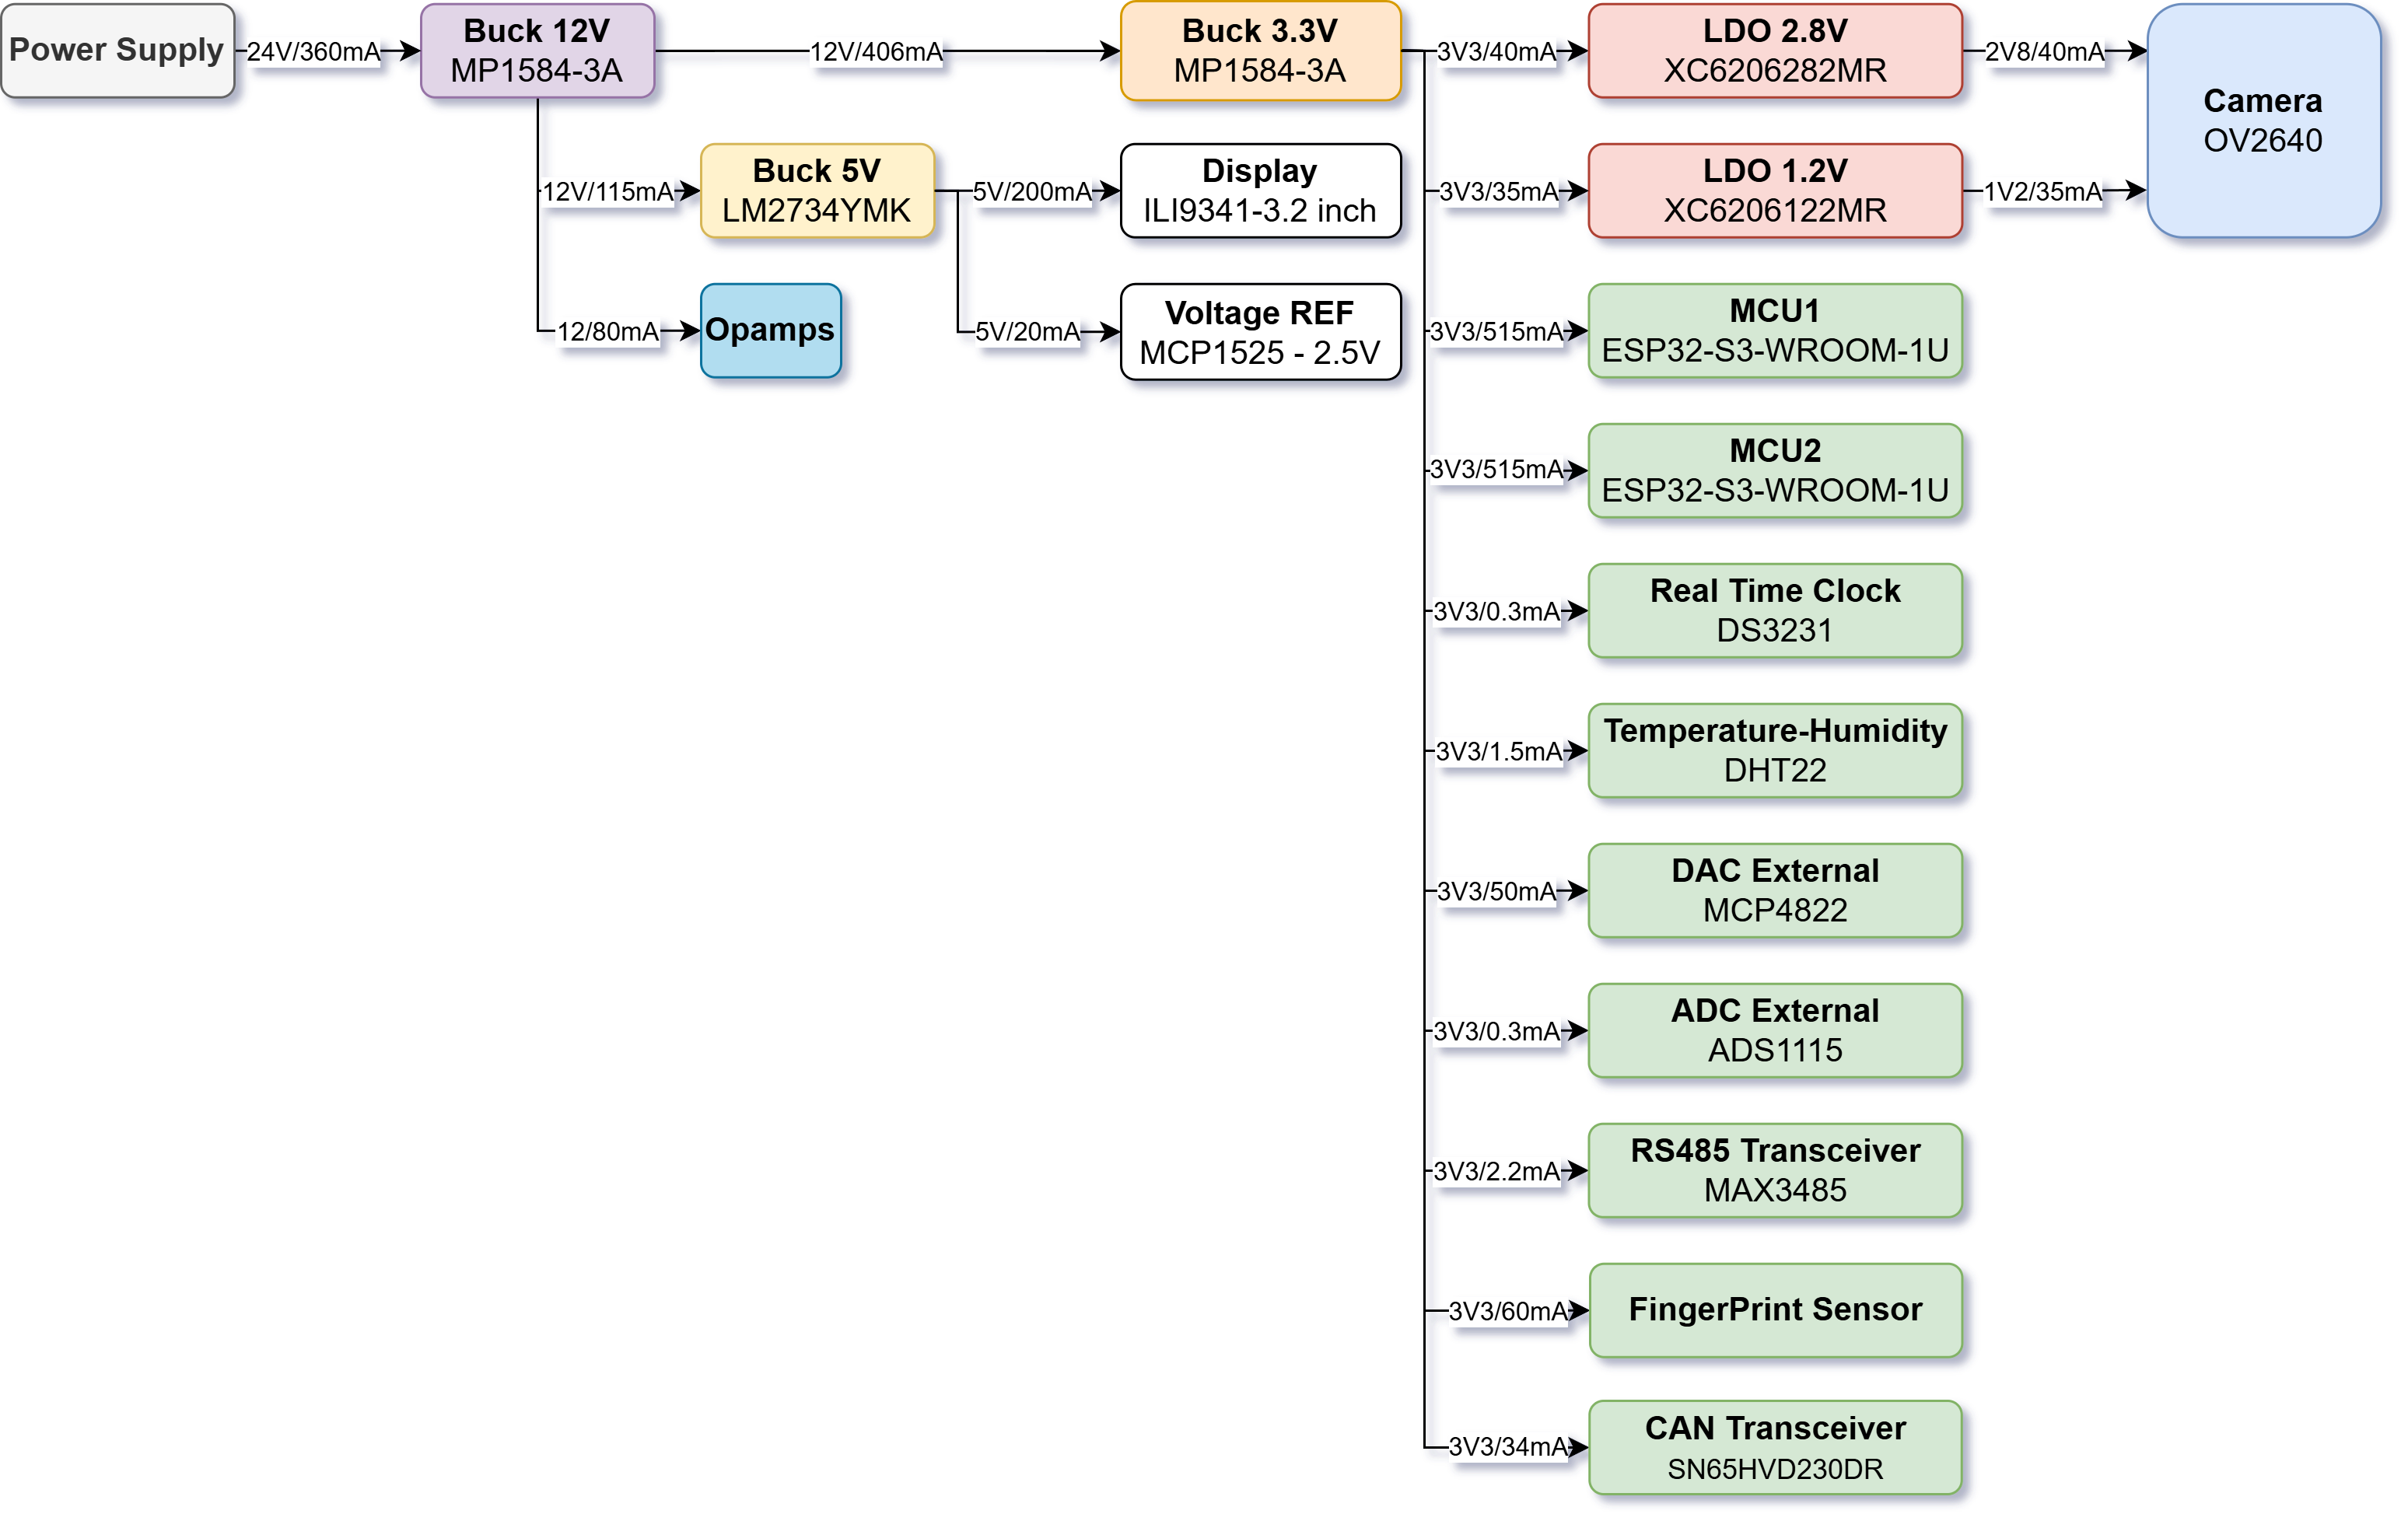 Power Supply
24V/360mA
Buck 12V
MP1584-3A
12V/406mA
Buck 3.3V
MP1584-3A
3V3/40mA
LDO 2.8V
XC6206282MR
2V8/40mA
Camera
OV2640
12V/115mA
Buck 5V
LM2734YMK
5V/200mA
Display
ILI9341-3.2 inch
3V3/35mA
LDO 1.2V
XC6206122MR
1V2/35mA
12/80mA
Opamps
5V/20mA
Voltage REF
MCP1525 - 2.5V
3V3/515mA
MCU1
ESP32-S3-WROOM-1U
3V3/515mA
MCU2
ESP32-S3-WROOM-1U
3V3/0.3mA
Real Time Clock
DS3231
3V3/1.5mA
Temperature-Humidity
DHT22
3V3/50mA
DAC External
MCP4822
3V3/0.3mA
ADC External
ADS1115
3V3/2.2mA
RS485 Transceiver
MAX3485
3V3/60mA
FingerPrint Sensor
3V3/34mA
CAN Transceiver
SN65HVD230DR